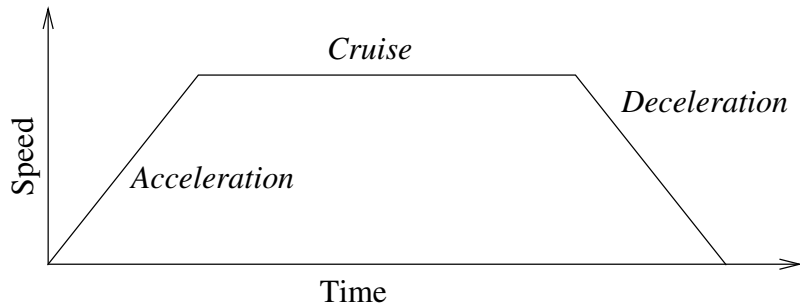 Cruise
Deceleration
Acceleration
Speed
Time